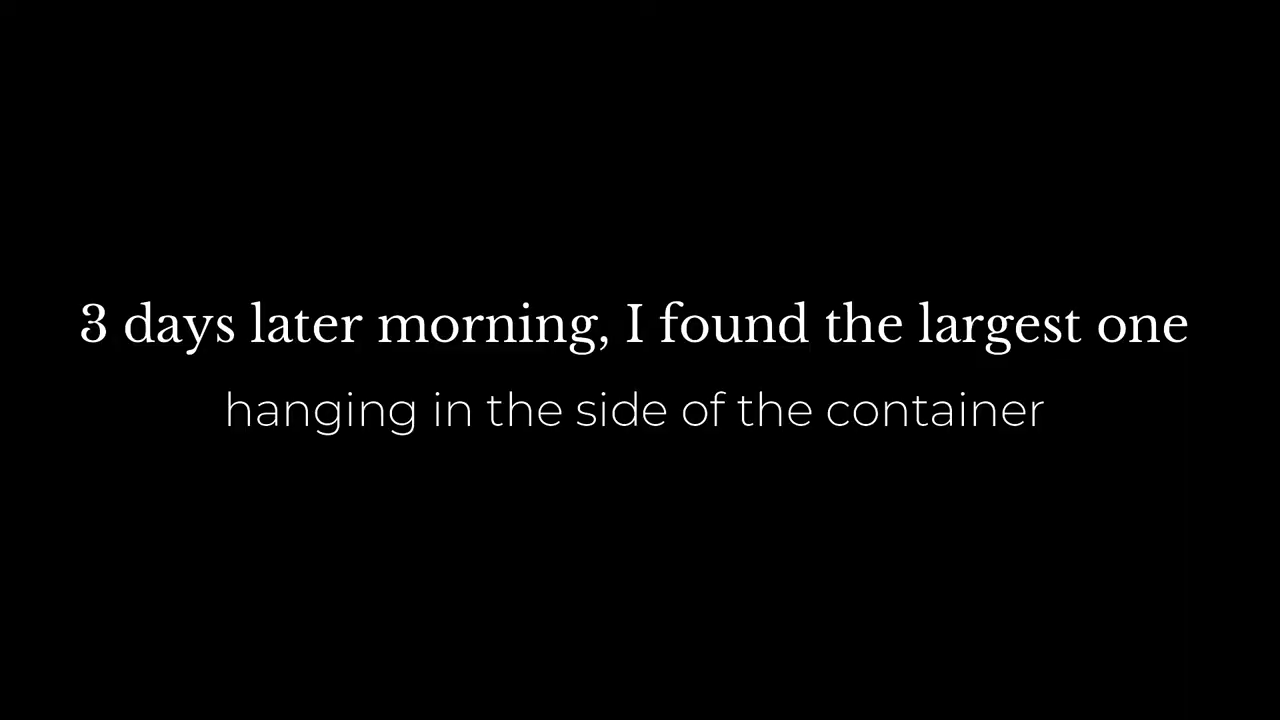 3 days later morning, I found the largest one
hanging in the side of the container